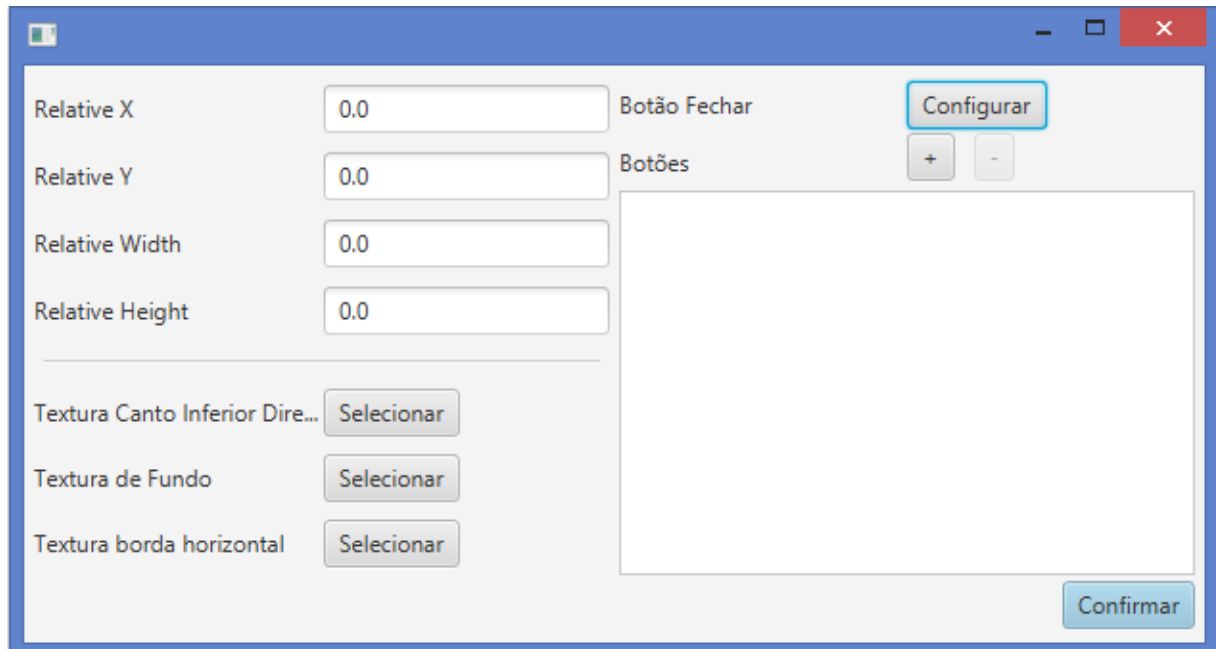 Relative X
0.0
Relative Y
0.0
Relative Width
0.0
Relative Height
0.0
Textura Canto Inferior Dire...
Selecionar
Textura de Fundo
Selecionar
Textura borda horizontal
Selecionar
Botão Fechar
Configurar
Botões
+
-
Confirmar